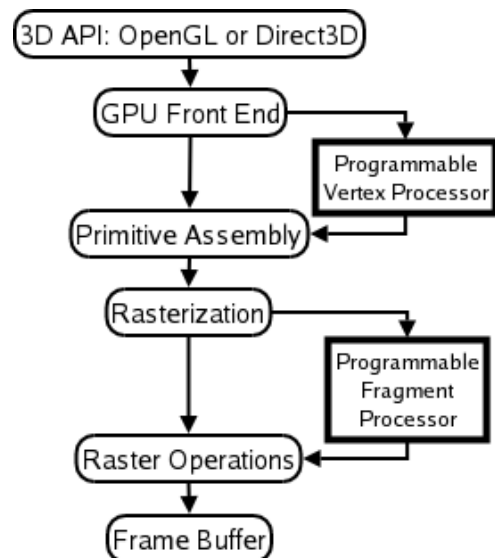 3D API: OpenGL or Direct3D
GPU Front End
Programmable
Vertex Processor
Primitive Assembly
Rasterization
Programmable
Fragment
Processor
Raster Operations
Frame Buffer